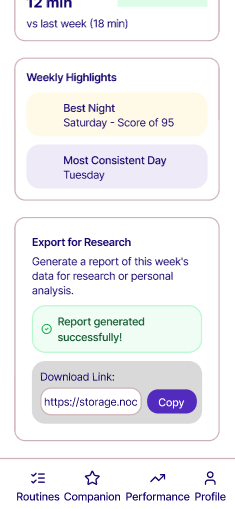 12 min
vs last week (18 min)
Weekly Highlights
Best Night
Saturday - Score of 95
Most Consistent Day
Tuesday
Export for Research
Generate a report of this week's
data for research or personal
analysis.
Report generated
successfully!
Download Link:
https://storage.noc
Copy
Routines Companion Performance Profile